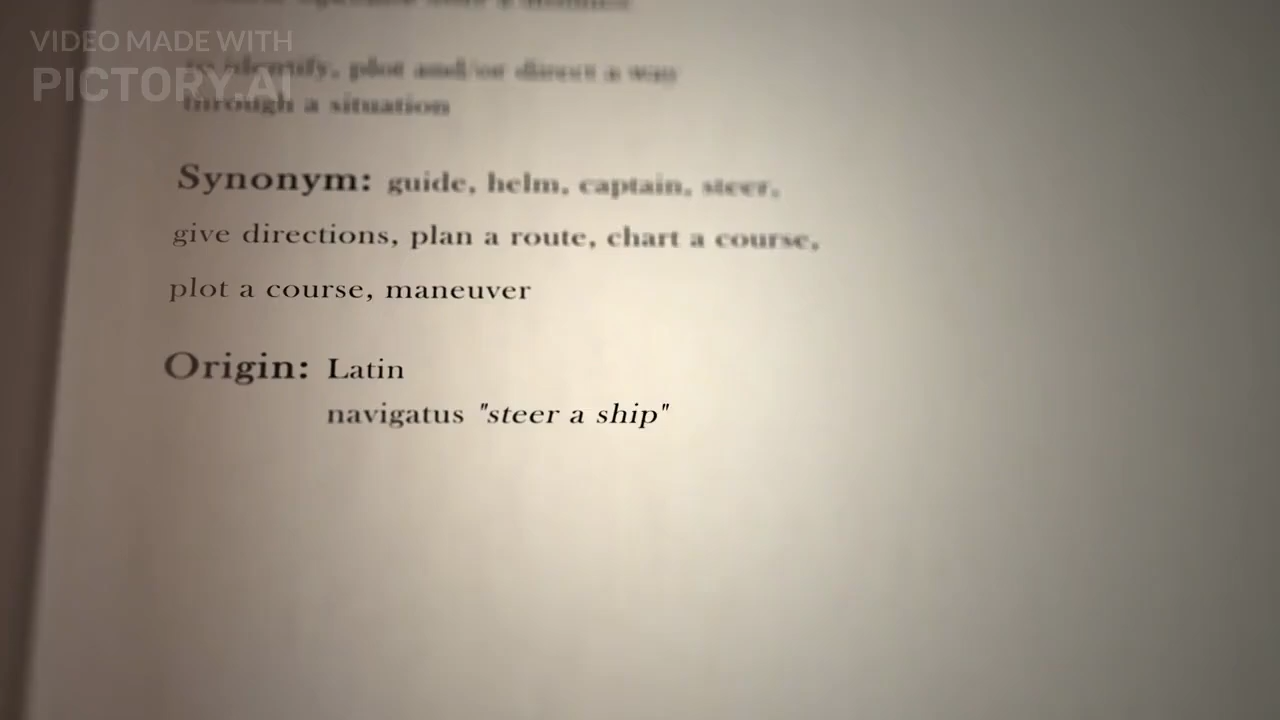 VIDEO MADE WITH
PICTORY.AI
to identify, plot and/or direct a way
through a situation
Synonym: guide, helm, captain, steer,
give directions, plan a route, chart a course,
plot a course, maneuver
Origin: Latin
navigatus "steer a ship"